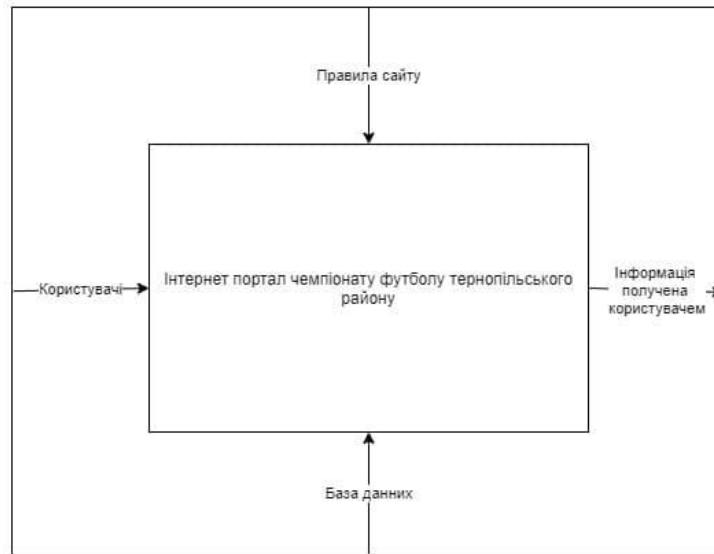 Правила сайту
Інтернет портал чемпіонату футболу тернопільського
району
Користувачі
Інформація
получена
користувачем
База данних